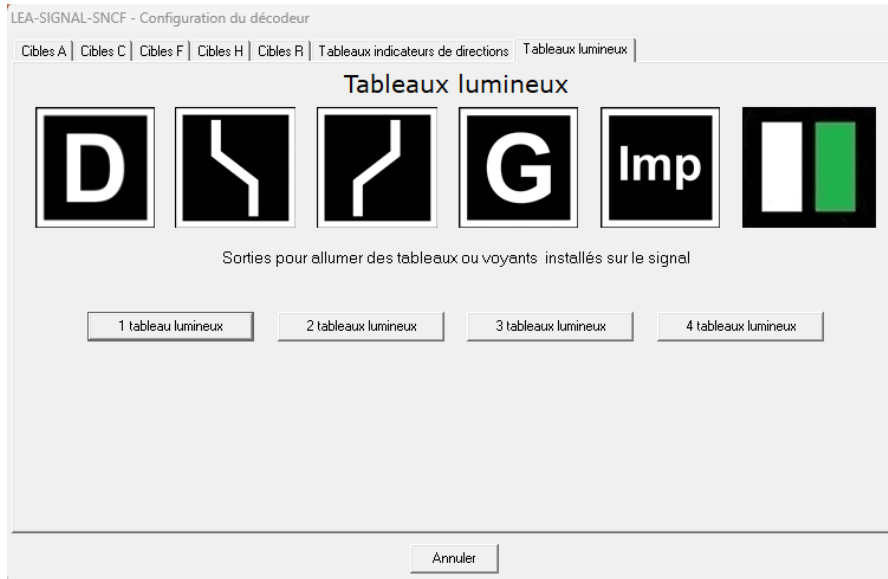 LEA-SIGNAL-SNCF - Configuration du décodeur
Cibles A Cibles C Cibles F Cibles H Cibles R Tableaux indicateurs de directions Tableaux lumineux
Tableaux lumineux
D G Imp
Sorties pour allumer des tableaux ou voyants installés sur le signal
1 tableau lumineux 2 tableaux lumineux 3 tableaux lumineux 4 tableaux lumineux
Annuler